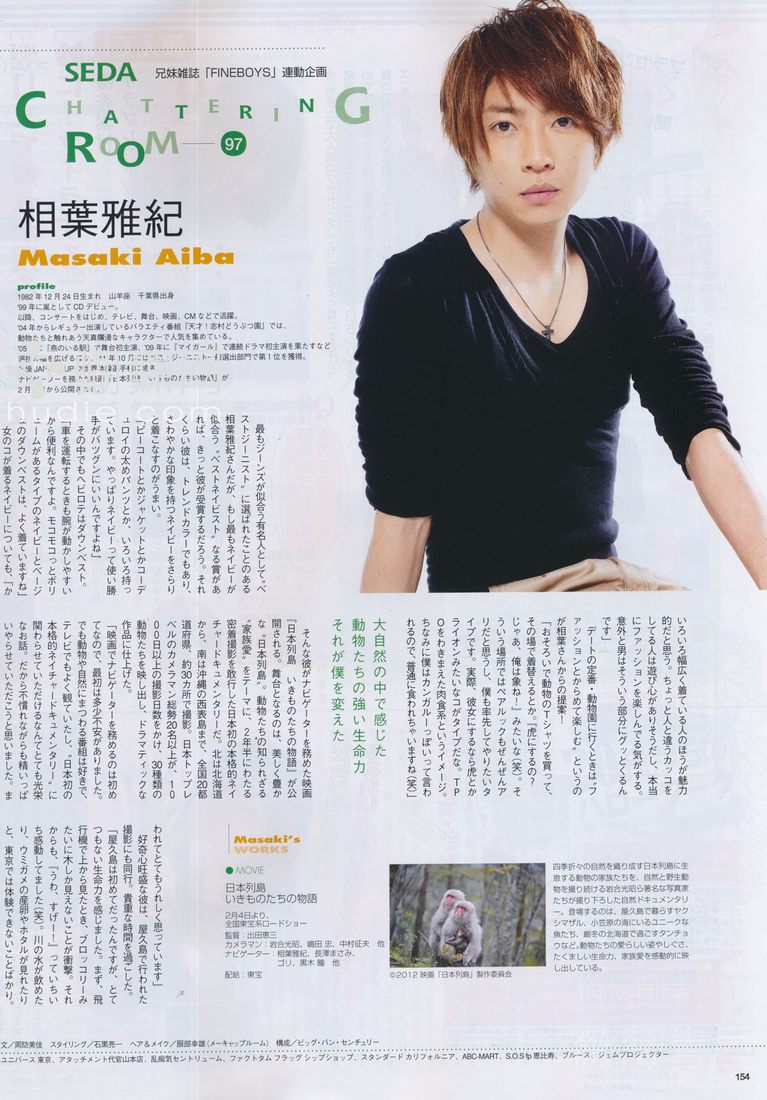 SEDA 兄妹雑誌「FINEBOYS」連動企画
CHATTERING
ROOM 97
相葉雅紀
Masaki Aiba
profile
1982年12月24日生まれ 山羊座 千葉県出身
'99年に嵐としてCDデビュー。
以降、コンサートをはじめ、テレビ、舞台、映画、CMなどで活躍。
'04年からレギュラー出演しているバラエティ番組「天才!志村どうぶつ園」では、
動物たちと触れあう天真爛漫なキャラクターで人気を集めている。
'05 「燕のいる駅」で舞台初主演、'09年に「マイガール」で連続ドラマ初主演を果たすなど
ナビゲーターを務めた映画「日本列島 いきものたちの物語」が
2月 から公開される。
hudie.com
最もジーンズが似合う有名人として“ベ
ストジーニスト”に選ばれたことのある
相葉雅紀さんだが、もし最もネイビーが
似合う“ベストネイビスト”なる賞があ
れば、きっと彼が受賞するだろう。それ
くらい彼は、トレンドカラーでもあり、
さわやかな印象も持つネイビーをさらり
と着こなすのがうまい。
「ピーコートとかジャケットとかコーデ
ュロイの太めパンツとか、いろいろ持っ
ています。やっぱりネイビーって使い勝
手がバツグンにいいんですよね」
その中でもヘビロテはダウンベスト。
「車を運転するときも腕が動かしやすい
から便利なんですよ。モコモコっとボリ
ュームがあるタイプのネイビーとベージ
ュのダウンベストは、よく着ていますね」
女のコが着るネイビーについても、「か
いろいろ幅広く着ている人のほうが魅力
的だと思う。ちょっと人と違うカッコを
してる人は遊び心がありそうだし、本当
にファッションを楽しんでる気がする。
意外と男はそういう部分にグッとくるん
です」
デートの定番・動物園に行くときは“フ
ァッションとからめて楽しむ”というの
が相葉さんからの提案!
「おそろいで動物のTシャツを買って、
その場で着替えるとか。『虎にするの?
じゃあ、俺は象ね!』みたいな(笑)。そ
ういう場所ではペアルックもぜんぜんア
リだと思うし、僕も率先してやりたいタ
イプです。実際、彼女にするなら虎とか
ライオンみたいなコがタイプだな。TP
Oをわきまえた肉食系というイメージ。
ちなみに僕はカンガルーっぽいって言わ
れるので、普通に食われちゃいますね(笑)」
大自然の中で感じた
動物たちの強い生命力
それが僕を変えた
そんな彼がナビゲーターを務めた映画
『日本列島 いきものたちの物語』が公
開される。舞台となるのは、美しく豊か
な“日本列島”。動物たちの知られざる
“家族愛”をテーマに、2年半にわたる
密着撮影を敢行した日本初の本格的ネイ
チャードキュメンタリーだ。北は北海道
から、南は沖縄の西表島まで、全国20都
道府県、約30カ所で撮影。日本トップレ
ベルのカメラマン総勢20名以上が、10
00日以上の撮影日数をかけ、30種類の
動物たちを映し出し、ドラマティックな
作品に仕上げた。
「映画でナビゲーターを務めるのは初め
てなので、最初は多少不安がありました。
でも動物や自然にまつわる番組は好きで、
テレビでもよく観ていたし、“日本初の
本格的ネイチャードキュメンタリー”に
関わらせていただけるなんてとても光栄
なお話。だから不慣れながらも精いっぱ
いやらせていただこうと思いました。ま
われてとてもうれしく思っています」
好奇心旺盛な彼は、屋久島で行われた
撮影にも同行。貴重な時間を過ごした。
「屋久島は初めてだったんですが、とて
つもない生命力を感じました。まず、飛
行機で上から見たとき、ブロッコリーみ
たいに木しか見えないことが衝撃。それ
からも、「うわ、すげー!」っていちい
ち感動してました(笑)。川の水が飲めた
り、ウミガメの産卵やホタルが見れたり
と、東京では体験できないことばかり。
Masaki's
WORKS
● MOVIE
日本列島
いきものたちの物語
2月4日より、
全国東宝系ロードショー
監督:出田恵三
カメラマン:岩合光昭、嶋田 忠、中村征夫 他
ナビゲーター:相葉雅紀、長澤まさみ、
ゴリ、黒木 瞳 他
配給:東宝
©2012 映画「日本列島」製作委員会
四季折々の自然を織り成す日本列島に生
息する動物の家族たちを、自然と野生動
物を撮り続ける岩合光昭ら著名な写真家
たちが撮り下ろした自然ドキュメンタリ
ー。登場するのは、屋久島で暮らすヤク
シマザル、小笠原の海にいるユニークな
魚たち、厳冬の北海道で過ごすタンチョ
ウなど。動物たちの愛らしい姿やしぐさ、
たくましい生命力、家族愛を感動的に映
し出している。
文/周防美佳 スタイリング/石黒亮一 ヘア&メイク/服部幸雄(メーキャップルーム) 構成/ビッグ・バン・センチュリー
ユニバース東京、アタッチメント代官山本店、乱痴気セントリューム、ファクトタム フラッグ シップショップ、スタンダード カリフォルニア、ABC-MART、S.O.S fp 恵比寿、ブルース、ジェムプロジェクター
154